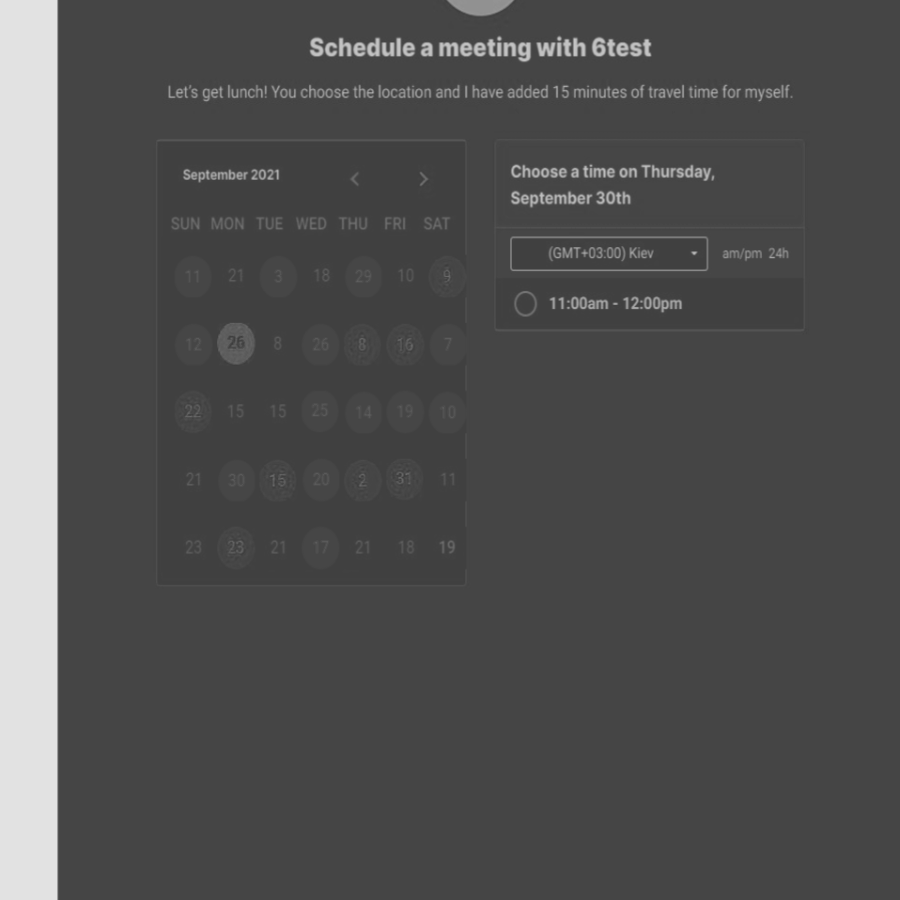 Schedule a meeting with 6test
Let's get lunch! You choose the location and I have added 15 minutes of travel time for myself.
September 2021
SUN MON TUE WED THU FRI SAT
11 21 3 18 29 10 9
12 26 8 26 8 16 7
22 15 15 25 14 19 10
21 30 15 20 2 31 11
23 23 21 17 21 18 19
Choose a time on Thursday,
September 30th
(GMT+03:00) Kiev am/pm 24h
11:00am - 12:00pm